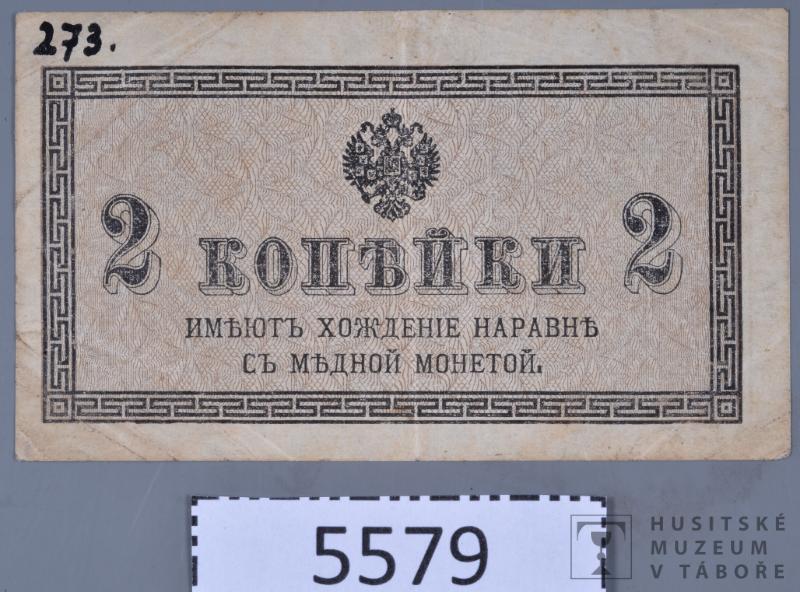 273.
2 КОПѢЙКИ 2
ИМѢЮТЪ ХОЖДЕНІЕ НАРАВНѢ
СЪ МѢДНОЙ МОНЕТОЙ.
5579
HUSITSKÉ
MUZEUM
V TÁBOŘE